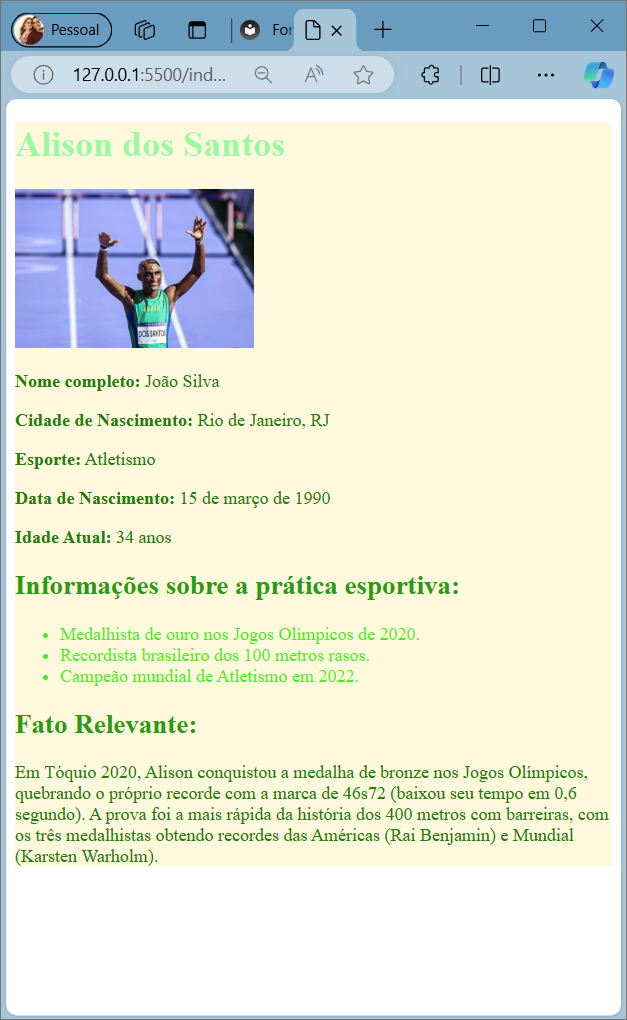 Pessoal
For
127.0.0.1:5500/ind...
Alison dos Santos
DOS SANTOS
Nome completo: João Silva
Cidade de Nascimento: Rio de Janeiro, RJ
Esporte: Atletismo
Data de Nascimento: 15 de março de 1990
Idade Atual: 34 anos
Informações sobre a prática esportiva:
• Medalhista de ouro nos Jogos Olímpicos de 2020.
• Recordista brasileiro dos 100 metros rasos.
• Campeão mundial de Atletismo em 2022.
Fato Relevante:
Em Tóquio 2020, Alison conquistou a medalha de bronze nos Jogos Olímpicos,
quebrando o próprio recorde com a marca de 46s72 (baixou seu tempo em 0,6
segundo). A prova foi a mais rápida da história dos 400 metros com barreiras, com
os três medalhistas obtendo recordes das Américas (Rai Benjamin) e Mundial
(Karsten Warholm).